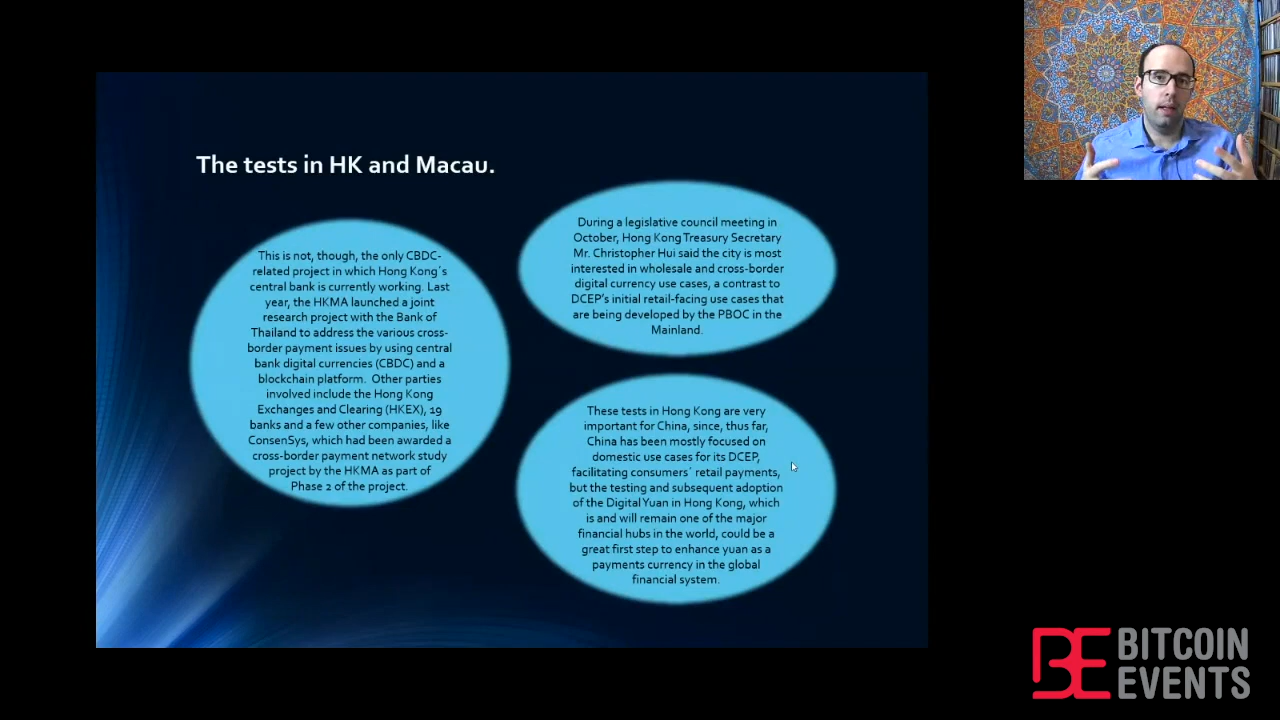 The tests in HK and Macau.
This is not, though, the only CBDC-
related project in which Hong Kong´s
central bank is currently working. Last
year, the HKMA launched a joint
research project with the Bank of
Thailand to address the various cross-
border payment issues by using central
bank digital currencies (CBDC) and a
blockchain platform. Other parties
involved include the Hong Kong
Exchanges and Clearing (HKEX), 19
banks and a few other companies, like
ConsenSys, which had been awarded a
cross-border payment network study
project by the HKMA as part of
Phase 2 of the project.
During a legislative council meeting in
October, Hong Kong Treasury Secretary
Mr. Christopher Hui said the city is most
interested in wholesale and cross-border
digital currency use cases, a contrast to
DCEP's initial retail-facing use cases that
are being developed by the PBOC in the
Mainland.
These tests in Hong Kong are very
important for China, since, thus far,
China has been mostly focused on
domestic use cases for its DCEP,
facilitating consumers´ retail payments,
but the testing and subsequent adoption
of the Digital Yuan in Hong Kong, which
is and will remain one of the major
financial hubs in the world, could be a
great first step to enhance yuan as a
payments currency in the global
financial system.
BE BITCOIN
EVENTS